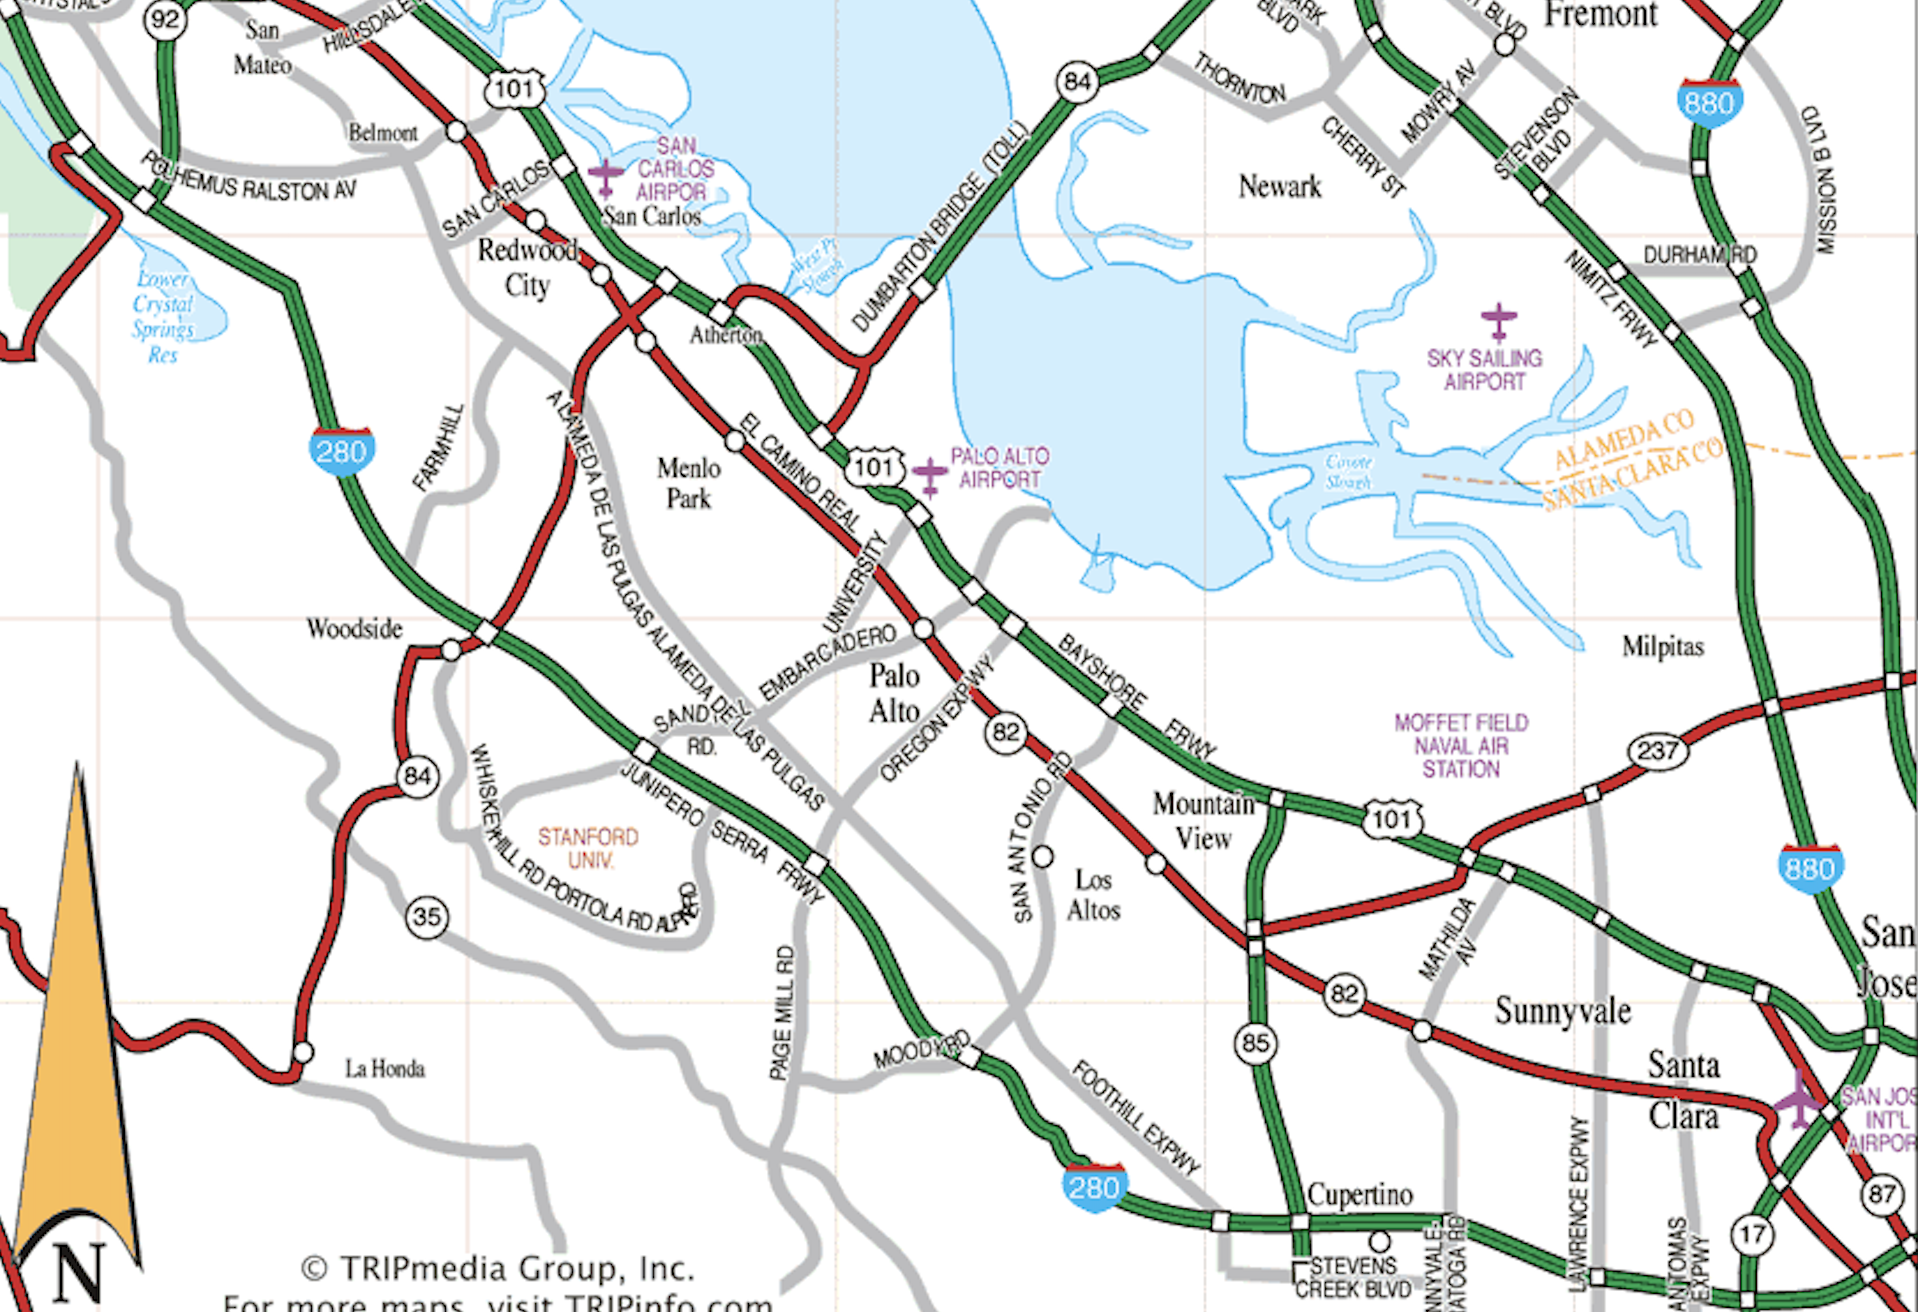 92
San
Mateo
HILLSDALE
101
Belmont
POLHEMUS RALSTON AV
SAN CARLOS
SAN
CARLOS
AIRPOR
San Carlos
Redwood
City
Lower
Crystal
Springs
Res
West Pt
Slough
Atherton
DUMBARTON BRIDGE (TOLL)
84
THORNTON
BLVD
BLVD
Fremont
MOWRY AV
CHERRY ST
STEVENSON
BLVD
880
MISSION BLVD
Newark
DURHAM RD
NIMITZ FRWY
SKY SAILING
AIRPORT
ALAMEDA CO
SANTA CLARA CO
Coyote
Slough
280
FARMHILL
ALAMEDA DE LAS PULGAS
ALAMEDA DE LAS PULGAS
EL CAMINO REAL
Menlo
Park
101
PALO ALTO
AIRPORT
UNIVERSITY
EMBARCADERO
Woodside
Palo
Alto
OREGON EXPWY
BAYSHORE
FRWY
Milpitas
SAND
RD.
82
MOFFET FIELD
NAVAL AIR
STATION
237
84
WHISKEY HILL RD
PORTOLA RD
STANFORD
UNIV.
JUNIPERO SERRA FRWY
SAN ANTONIO RD
Mountain
View
101
880
Los
Altos
35
MATHILDA
AV
San
Jose
PAGE MILL RD
82
Sunnyvale
MOODY RD
85
La Honda
FOOTHILL EXPWY
Santa
Clara
SAN JOS
INT'L
AIRPOR
280
Cupertino
LAWRENCE EXPWY
87
17
STEVENS
CREEK BLVD
NNYVALE-
ATOGA RD
ANTOMAS
EXPWY
N
© TRIPmedia Group, Inc.
For more maps, visit TRIPinfo.com